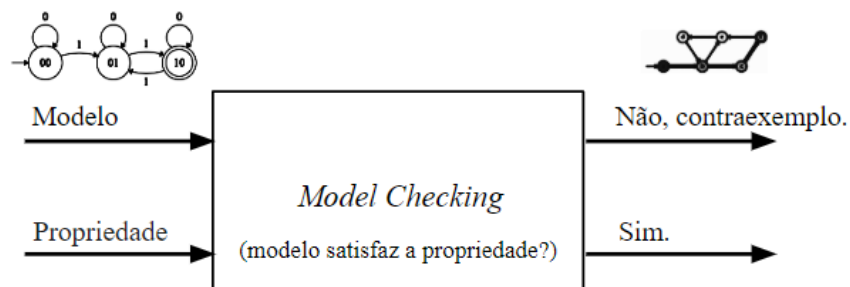 0 0 0
1 1
00 01 10
1
Modelo
Não, contraexemplo.
Model Checking
Propriedade
(modelo satisfaz a propriedade?)
Sim.